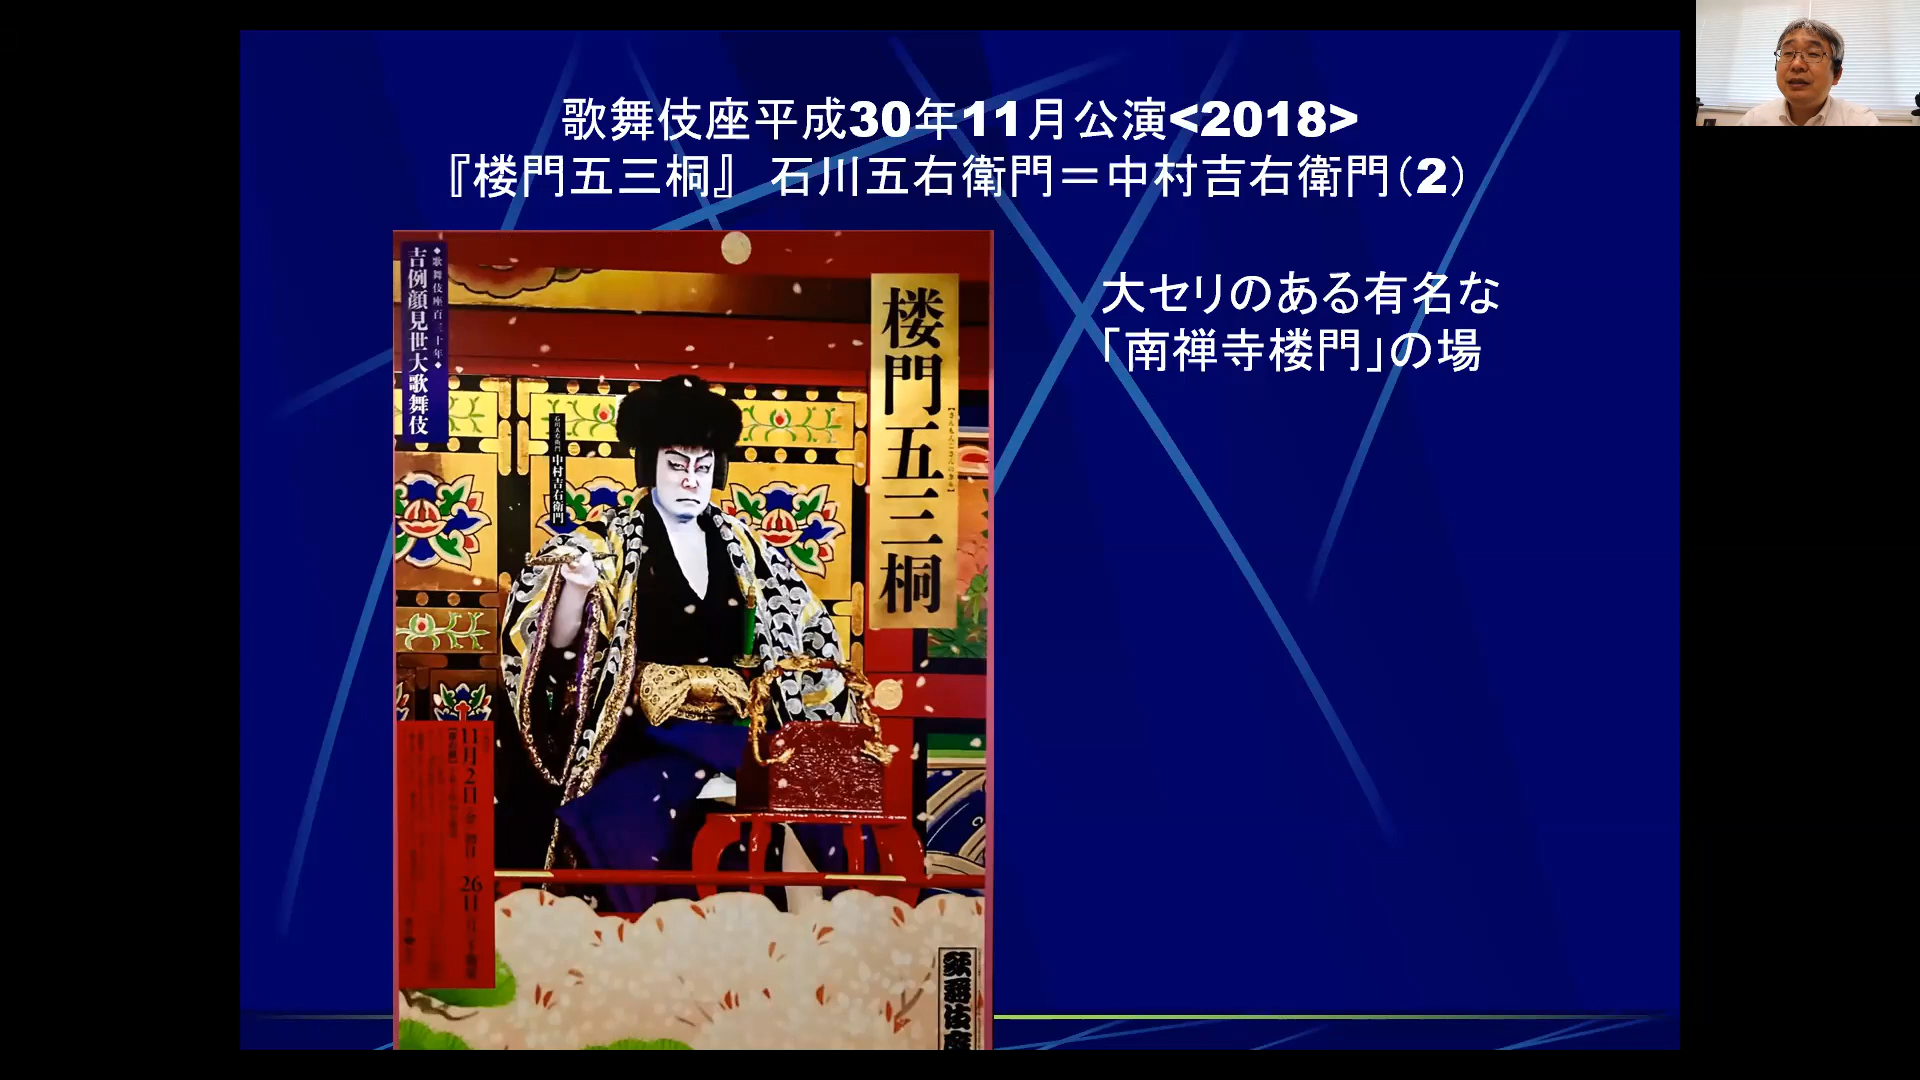 歌舞伎座平成30年11月公演<2018>
『楼門五三桐』 石川五右衛門＝中村吉右衛門（2）
大セリのある有名な
「南禅寺楼門」の場
◆歌舞伎座百三十年◆
吉例顔見世大歌舞伎
楼門五三桐
石川五右衛門 中村吉右衛門
11月2日
26日
歌舞伎座